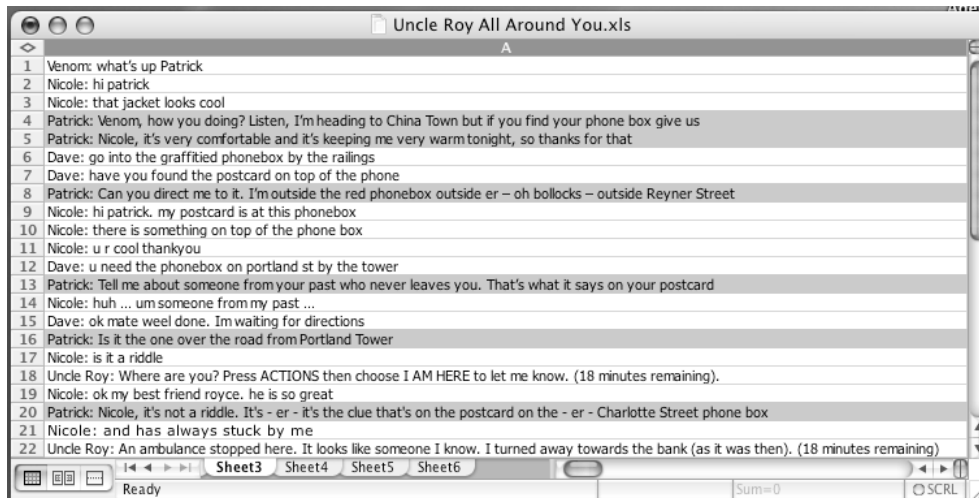 Uncle Roy All Around You.xls
A
1 Venom: what's up Patrick
2 Nicole: hi patrick
3 Nicole: that jacket looks cool
4 Patrick: Venom, how you doing? Listen, I'm heading to China Town but if you find your phone box give us
5 Patrick: Nicole, it's very comfortable and it's keeping me very warm tonight, so thanks for that
6 Dave: go into the graffitied phonebox by the railings
7 Dave: have you found the postcard on top of the phone
8 Patrick: Can you direct me to it. I'm outside the red phonebox outside er – oh bollocks – outside Reyner Street
9 Nicole: hi patrick. my postcard is at this phonebox
10 Nicole: there is something on top of the phone box
11 Nicole: u r cool thankyou
12 Dave: u need the phonebox on portland st by the tower
13 Patrick: Tell me about someone from your past who never leaves you. That's what it says on your postcard
14 Nicole: huh ... um someone from my past ...
15 Dave: ok mate weel done. Im waiting for directions
16 Patrick: Is it the one over the road from Portland Tower
17 Nicole: is it a riddle
18 Uncle Roy: Where are you? Press ACTIONS then choose I AM HERE to let me know. (18 minutes remaining).
19 Nicole: ok my best friend royce. he is so great
20 Patrick: Nicole, it's not a riddle. It's - er - it's the clue that's on the postcard on the - er - Charlotte Street phone box
21 Nicole: and has always stuck by me
22 Uncle Roy: An ambulance stopped here. It looks like someone I know. I turned away towards the bank (as it was then). (18 minutes remaining)
Sheet3 Sheet4 Sheet5 Sheet6
Ready Sum=0 SCRL